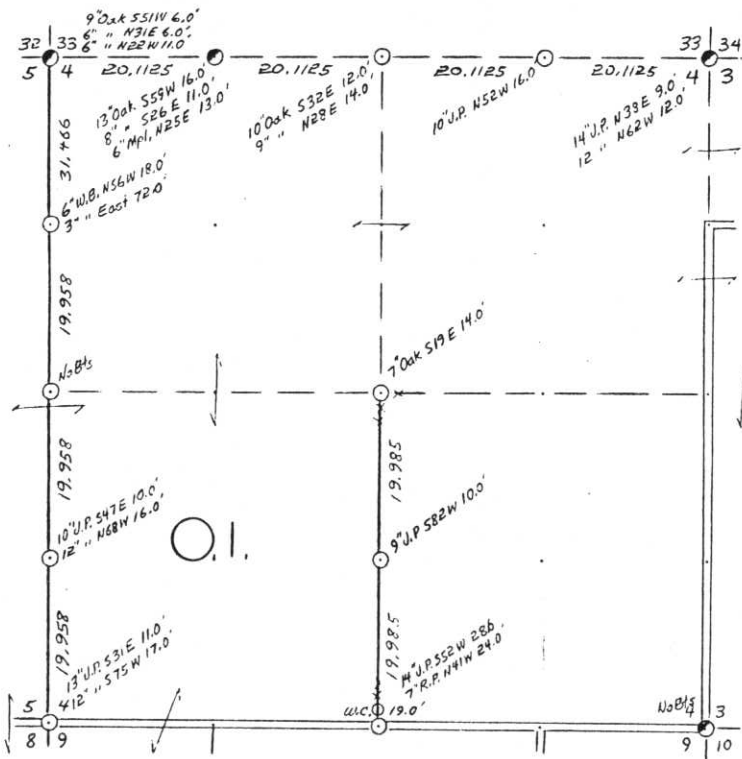 9" Oak S51W 6.0'
6" " N31E 6.0'
6" " N22W 11.0
32 33
5 4
33 34
4 3
20.1125
20.1125
20.1125
20.1125
13" Oak S59W 16.0'
8" " S26E 11.0'
6" Mpl. N25E 13.0'
10" Oak S32E 12.0'
9" " N28E 14.0'
10" J.P. N52W 16.0
14" J.P. N33E 9.0'
12 " N62W 12.0'
31.466
6" W.B. N56W 18.0'
3" " East 72.0'
19.958
No Bts
7" Oak S19E 14.0'
19.958
19.985
10" J.P. S47E 10.0'
12" " N68W 16.0'
9" J.P S82W 10.0'
O.1.
19.958
19.985
13" J.P. S31E 11.0'
12" " S75W 17.0'
14" J.P. S52W 28.6
7" R.P. N41W 24.0
W.C. 19.0'
No Bts
5 4
8 9
4 3
9 10